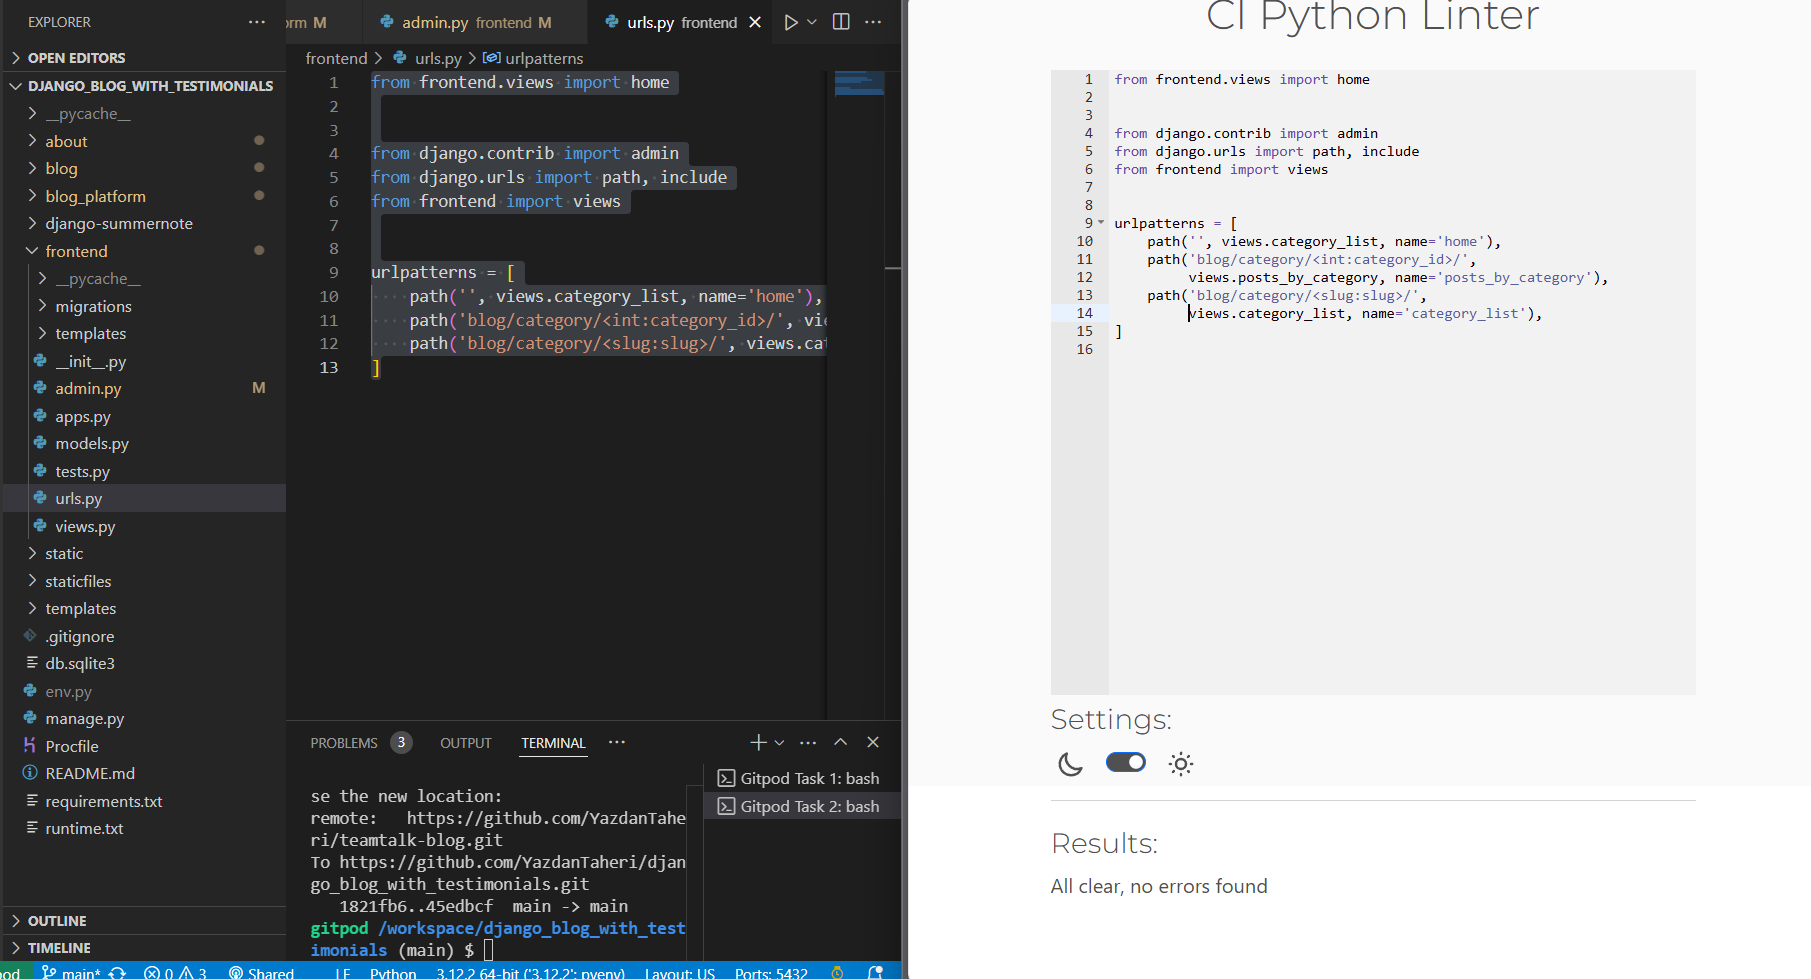 EXPLORER
OPEN EDITORS
DJANGO_BLOG_WITH_TESTIMONIALS
__pycache__
about
blog
blog_platform
django-summernote
frontend
__pycache__
migrations
templates
__init__.py
admin.py M
apps.py
models.py
tests.py
urls.py
views.py
static
staticfiles
templates
.gitignore
db.sqlite3
env.py
manage.py
Procfile
README.md
requirements.txt
runtime.txt
OUTLINE
TIMELINE
orm M admin.py frontend M urls.py frontend
frontend > urls.py > urlpatterns
1 from frontend.views import home
2
3
4 from django.contrib import admin
5 from django.urls import path, include
6 from frontend import views
7
8
9 urlpatterns = [
10 path('', views.category_list, name='home'),
11 path('blog/category/<int:category_id>/', vie
12 path('blog/category/<slug:slug>/', views.cat
13 ]
PROBLEMS 3 OUTPUT TERMINAL
se the new location:
remote: https://github.com/YazdanTahe
ri/teamtalk-blog.git
To https://github.com/YazdanTaheri/djan
go_blog_with_testimonials.git
1821fb6..45edbcf main -> main
gitpod /workspace/django_blog_with_test
imonials (main) $
Gitpod Task 1: bash
Gitpod Task 2: bash
pod main* 0 3 Shared LF Python 3.12.2 64-bit ('3.12.2': pyenv) Layout: US Ports: 5432
CI Python Linter
1 from frontend.views import home
2
3
4 from django.contrib import admin
5 from django.urls import path, include
6 from frontend import views
7
8
9 urlpatterns = [
10 path('', views.category_list, name='home'),
11 path('blog/category/<int:category_id>/',
12 views.posts_by_category, name='posts_by_category'),
13 path('blog/category/<slug:slug>/',
14 views.category_list, name='category_list'),
15 ]
16
Settings:
Results:
All clear, no errors found